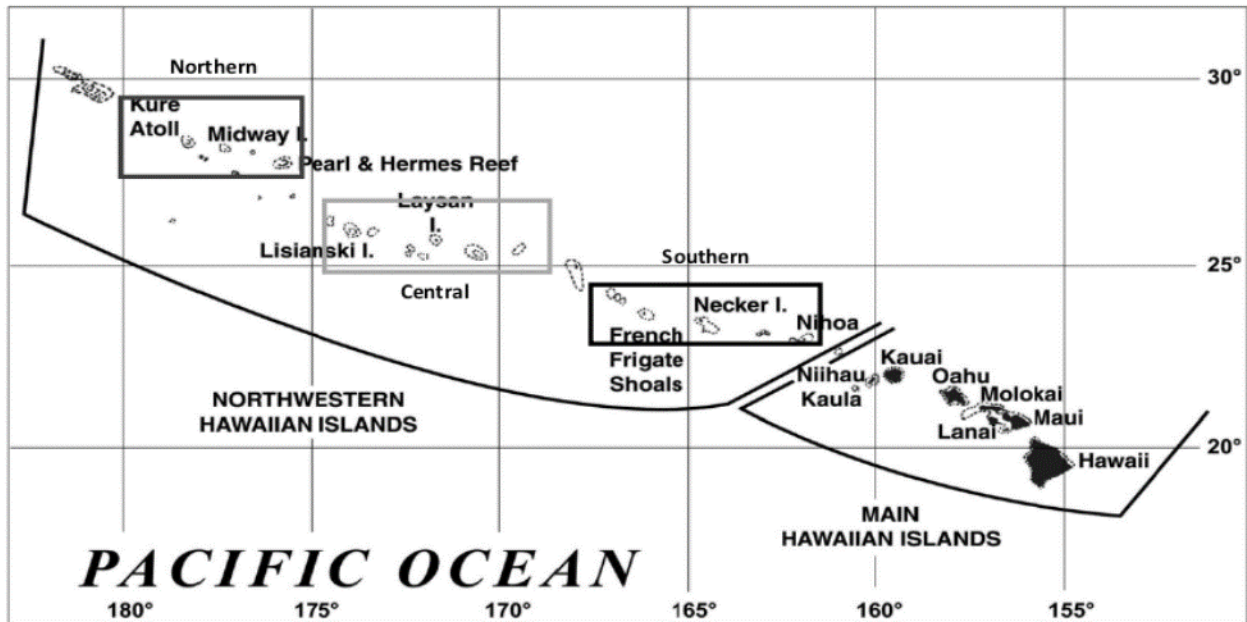 Northern
30°
Kure
Atoll
Midway I.
Pearl & Hermes Reef
Laysan
I.
Lisianski I.
Southern
25°
Central
Necker I.
Nihoa
French
Frigate
Shoals
Kauai
Niihau
Kaula
Oahu
Molokai
Maui
Lanai
NORTHWESTERN
HAWAIIAN ISLANDS
20°
Hawaii
MAIN
HAWAIIAN ISLANDS
PACIFIC OCEAN
180°
175°
170°
165°
160°
155°